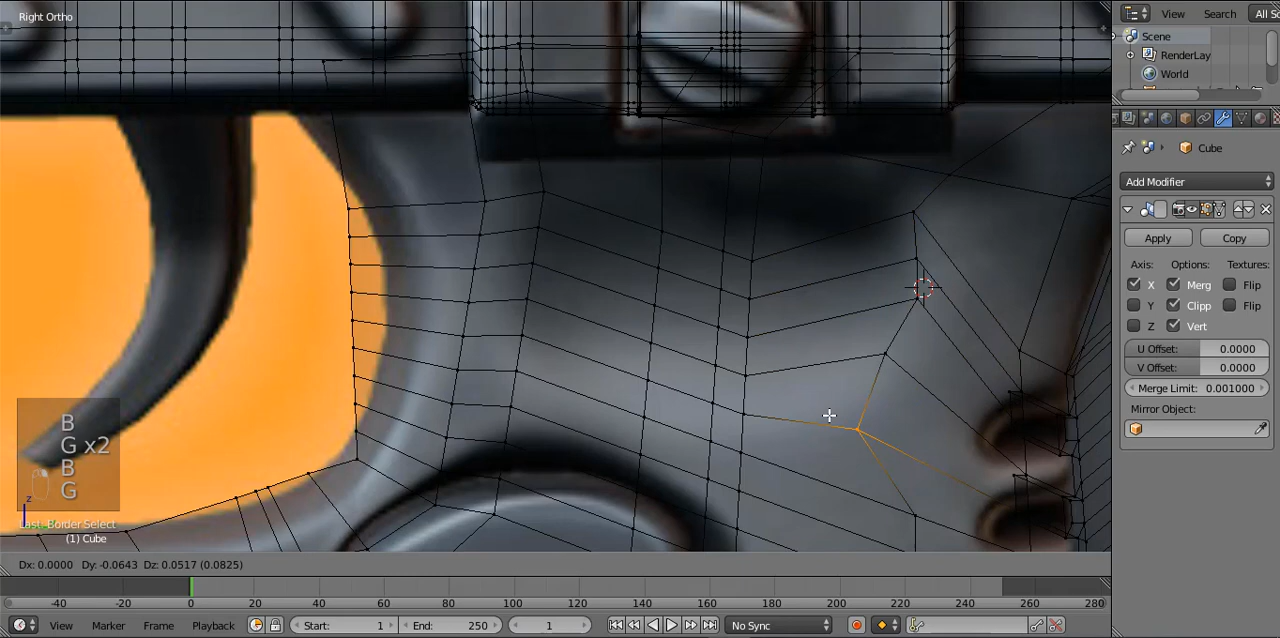 Right Ortho
View Search All Sc
Scene
RenderLay
World
Cube
Add Modifier
Apply Copy
Axis: Options: Textures:
X Merg Flip
Y Clipp Flip
Z Vert
U Offset: 0.0000
V Offset: 0.0000
Merge Limit: 0.001000
Mirror Object:
B
G x2
B
G
z
Last: Border Select
(1) Cube
Dx: 0.0000 Dy: -0.0643 Dz: 0.0517 (0.0825)
-40 -20 0 20 40 60 80 100 120 140 160 180 200 220 240 260 280
View Marker Frame Playback Start: 1 End: 250 1 No Sync